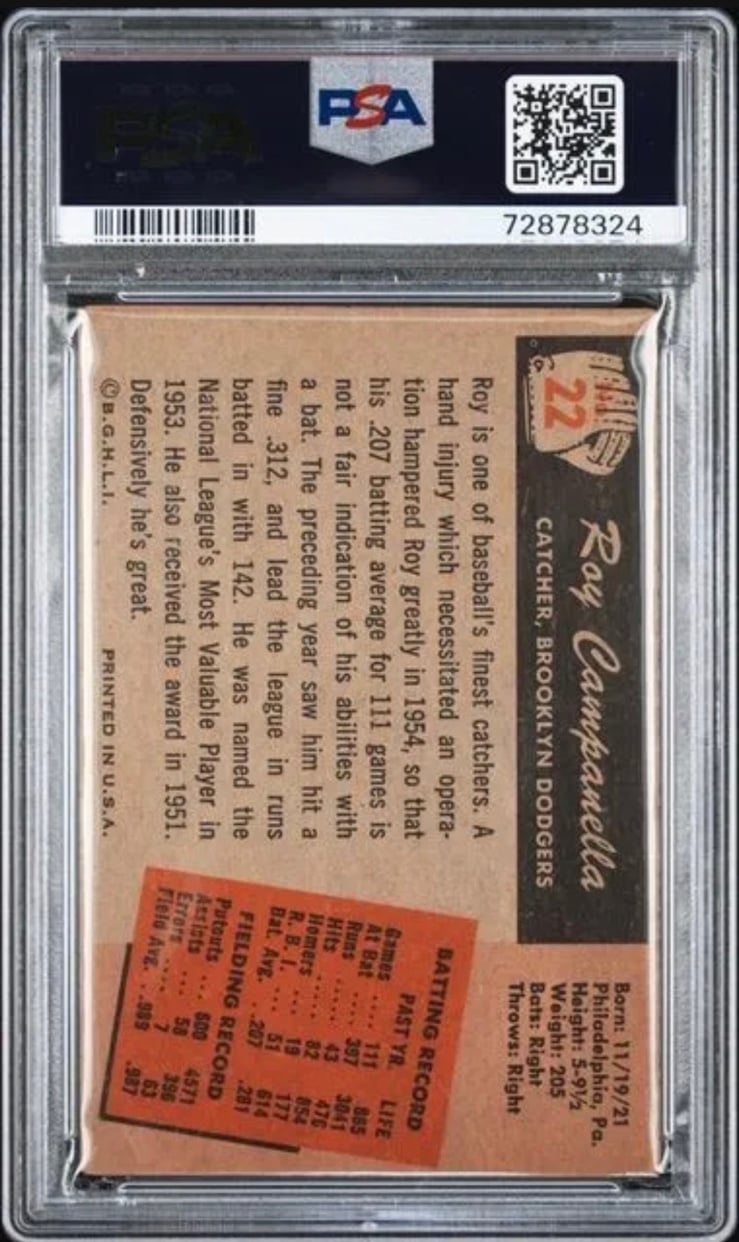 PSA
72878324
22
Roy Campanella
CATCHER, BROOKLYN DODGERS
Born: 11/19/21
Philadelphia, Pa.
Height: 5-9½
Weight: 205
Bats: Right
Throws: Right
Roy is one of baseball's finest catchers. A
hand injury which necessitated an opera-
tion hampered Roy greatly in 1954, so that
his .207 batting average for 111 games is
not a fair indication of his abilities with
a bat. The preceding year saw him hit a
fine .312, and lead the league in runs
batted in with 142. He was named the
National League's Most Valuable Player in
1953. He also received the award in 1951.
Defensively he's great.
©B.G.H.L.I. PRINTED IN U.S.A.
BATTING RECORD
PAST YR. LIFE
Games .... 111 865
At Bat .... 397 3041
Runs ..... 43 476
Hits ..... 82 854
Homers ..... 19 177
R. B. I. .... 51 614
Bat. Avg. .. .207 .281
FIELDING RECORD
Putouts ... 600 4571
Assists ... 58 396
Errors .... 7 63
Field Avg. .. .989 .987